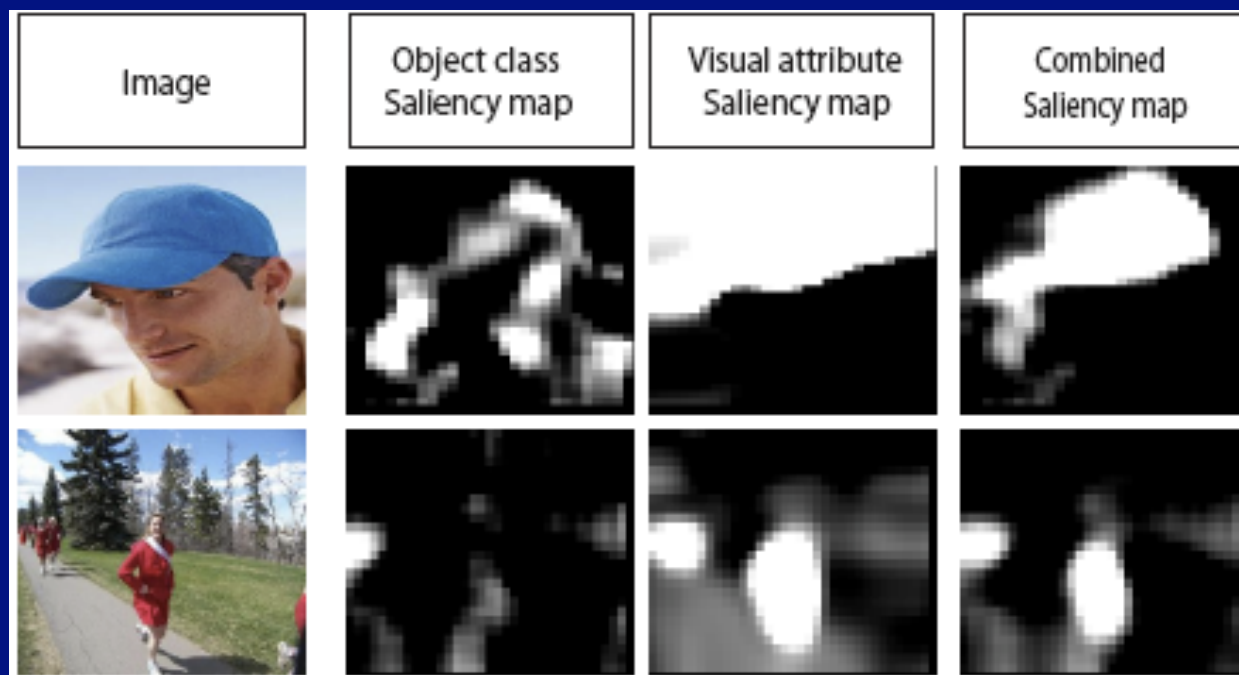 Image
Object class
Saliency map
Visual attribute
Saliency map
Combined
Saliency map